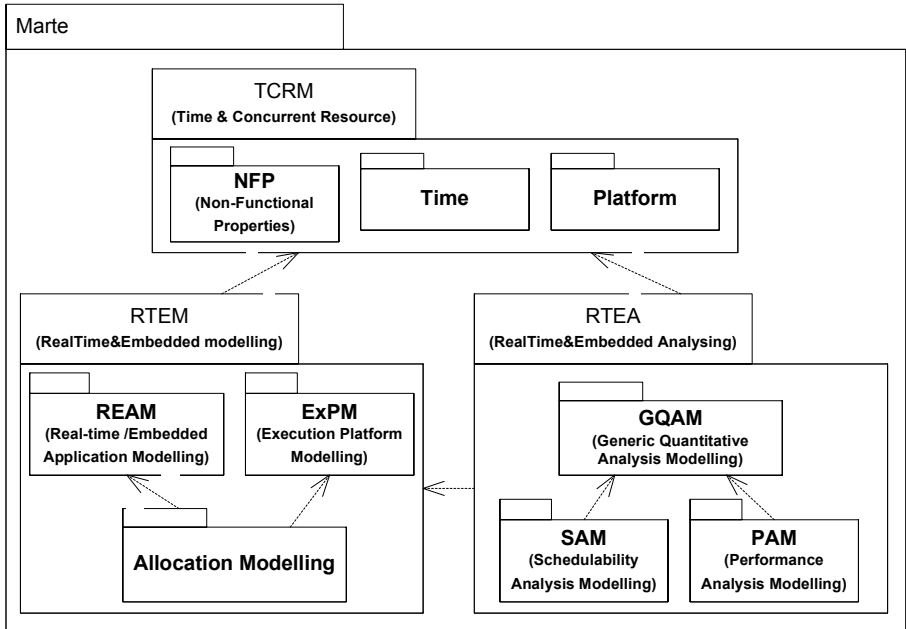 Marte
TCRM
(Time & Concurrent Resource)
NFP
(Non-Functional
Properties)
Time
Platform
RTEM
(RealTime&Embedded modelling)
RTEA
(RealTime&Embedded Analysing)
REAM
(Real-time /Embedded
Application Modelling)
ExPM
(Execution Platform
Modelling)
Allocation Modelling
GQAM
(Generic Quantitative
Analysis Modelling)
SAM
(Schedulability
Analysis Modelling)
PAM
(Performance
Analysis Modelling)